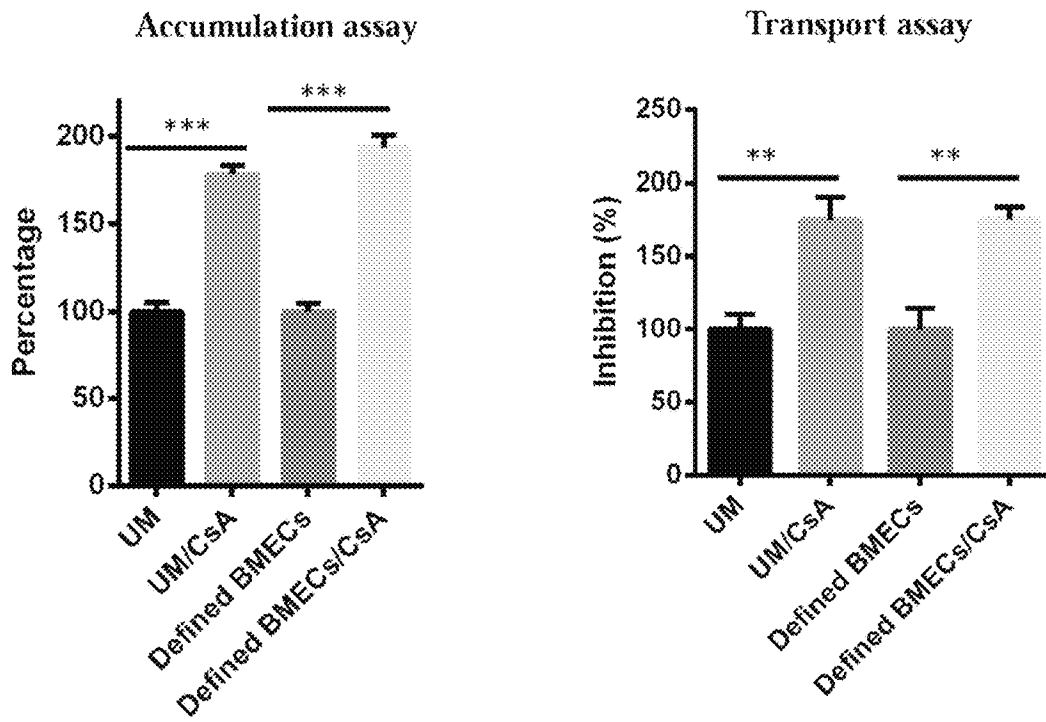 Accumulation assay
Percentage
200
150
100
50
0
***
***
UM
UM/CsA
Defined BMECs
Defined BMECs/CsA
Transport assay
Inhibition (%)
250
200
150
100
50
0
**
**
UM
UM/CsA
Defined BMECs
Defined BMECs/CsA